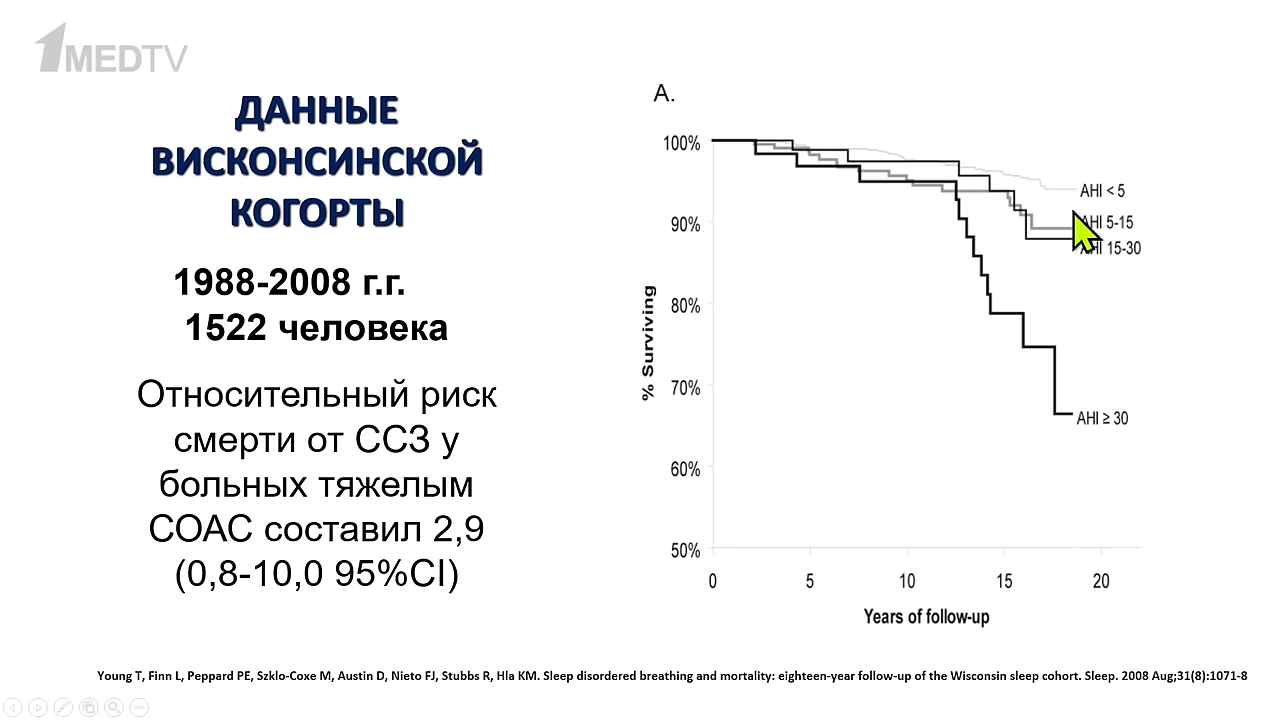 1MEDTV
ДАННЫЕ
ВИСКОНСИНСКОЙ
КОГОРТЫ
1988-2008 г.г.
1522 человека
Относительный риск
смерти от ССЗ у
больных тяжелым
СОАС составил 2,9
(0,8-10,0 95%CI)
A.
100%
90%
80%
70%
60%
50%
% Surviving
AHI < 5
AHI 5-15
AHI 15-30
AHI ≥ 30
0 5 10 15 20
Years of follow-up
Young T, Finn L, Peppard PE, Szklo-Coxe M, Austin D, Nieto FJ, Stubbs R, Hla KM. Sleep disordered breathing and mortality: eighteen-year follow-up of the Wisconsin sleep cohort. Sleep. 2008 Aug;31(8):1071-8